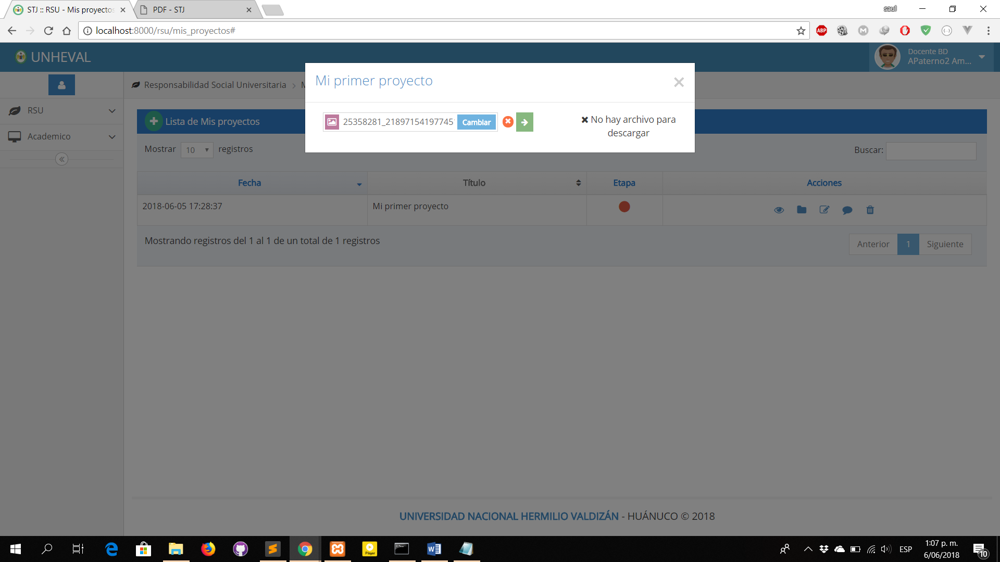 STJ :: RSU - Mis proyectos
PDF - STJ
saul
localhost:8000/rsu/mis_proyectos#
ABP
UNHEVAL
Docente BD
APaterno2 Am...
Responsabilidad Social Universitaria
Mi primer proyecto
25358281_21897154197745
Cambiar
No hay archivo para
descargar
RSU
Academico
Lista de Mis proyectos
Mostrar 10 registros
Buscar:
Fecha Título Etapa Acciones
2018-06-05 17:28:37 Mi primer proyecto
Mostrando registros del 1 al 1 de un total de 1 registros
Anterior 1 Siguiente
UNIVERSIDAD NACIONAL HERMILIO VALDIZÁN - HUÁNUCO © 2018
Player
ESP
1:07 p. m.
6/06/2018
10